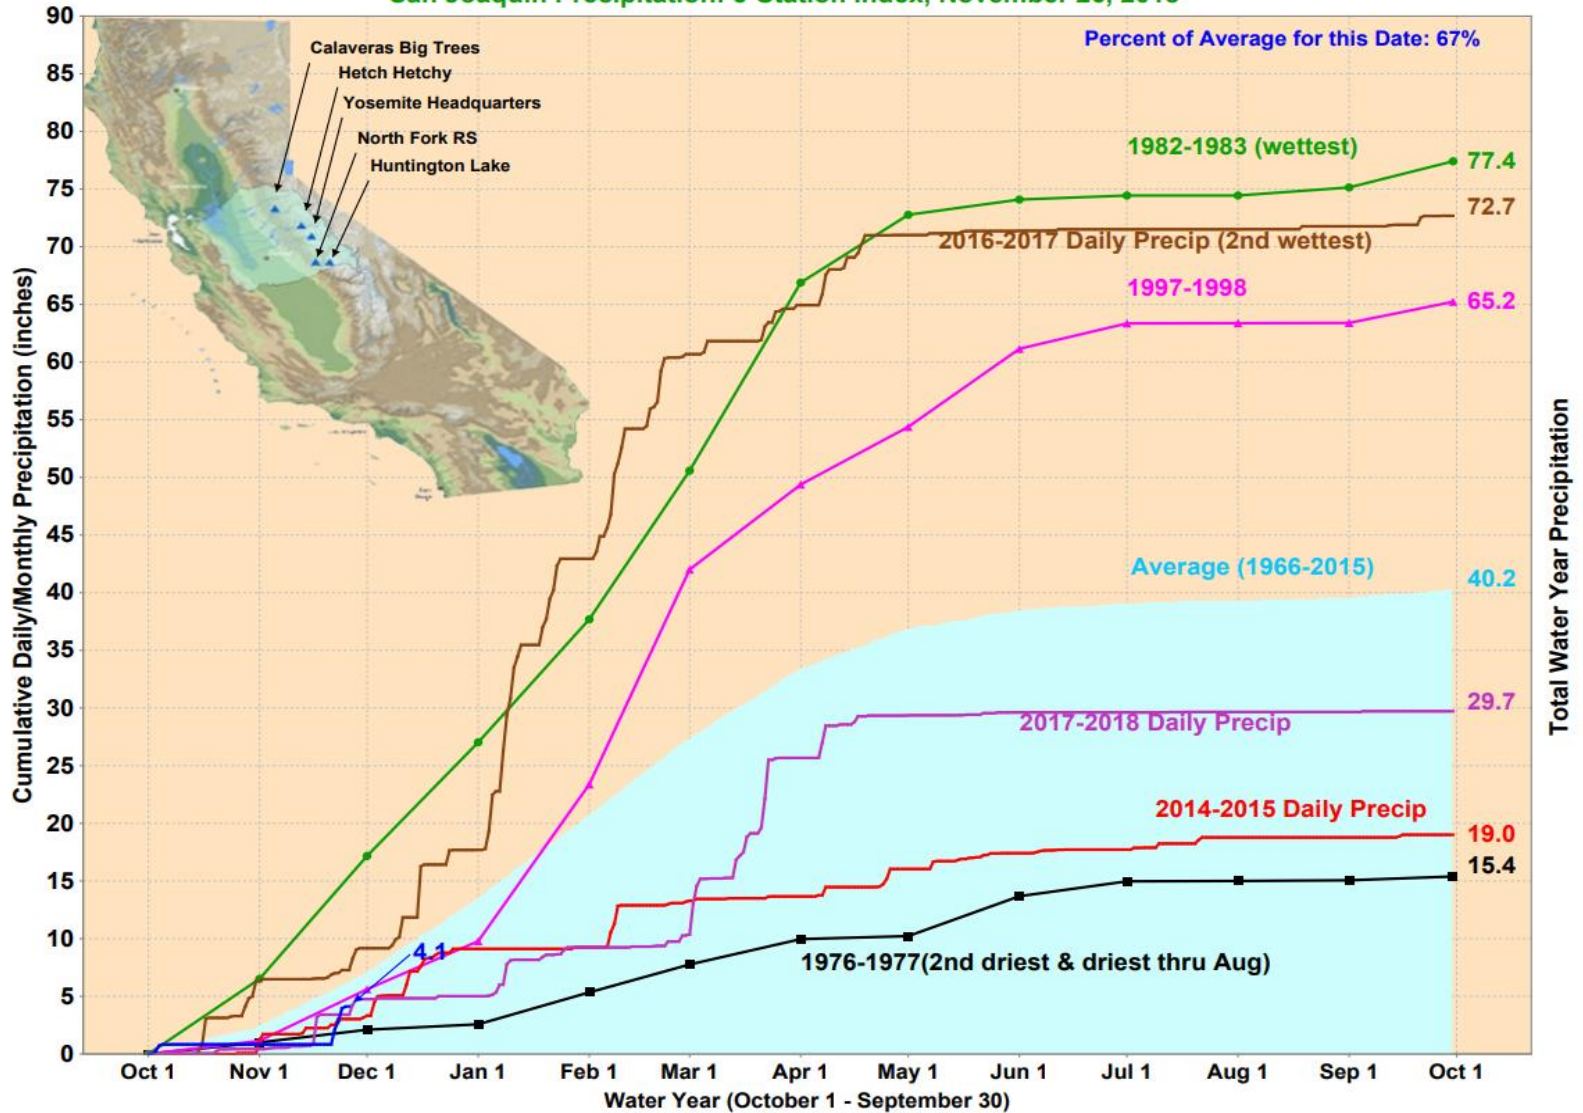 90
85
80
75
70
65
60
55
50
45
40
35
30
25
20
15
10
5
0
Cumulative Daily/Monthly Precipitation (inches)
Calaveras Big Trees
Hetch Hetchy
Yosemite Headquarters
North Fork RS
Huntington Lake
Percent of Average for this Date: 67%
1982-1983 (wettest)
77.4
72.7
2016-2017 Daily Precip (2nd wettest)
1997-1998
65.2
Average (1966-2015)
40.2
29.7
2017-2018 Daily Precip
2014-2015 Daily Precip
19.0
15.4
4.1
1976-1977(2nd driest & driest thru Aug)
Total Water Year Precipitation
Oct 1 Nov 1 Dec 1 Jan 1 Feb 1 Mar 1 Apr 1 May 1 Jun 1 Jul 1 Aug 1 Sep 1 Oct 1
Water Year (October 1 - September 30)